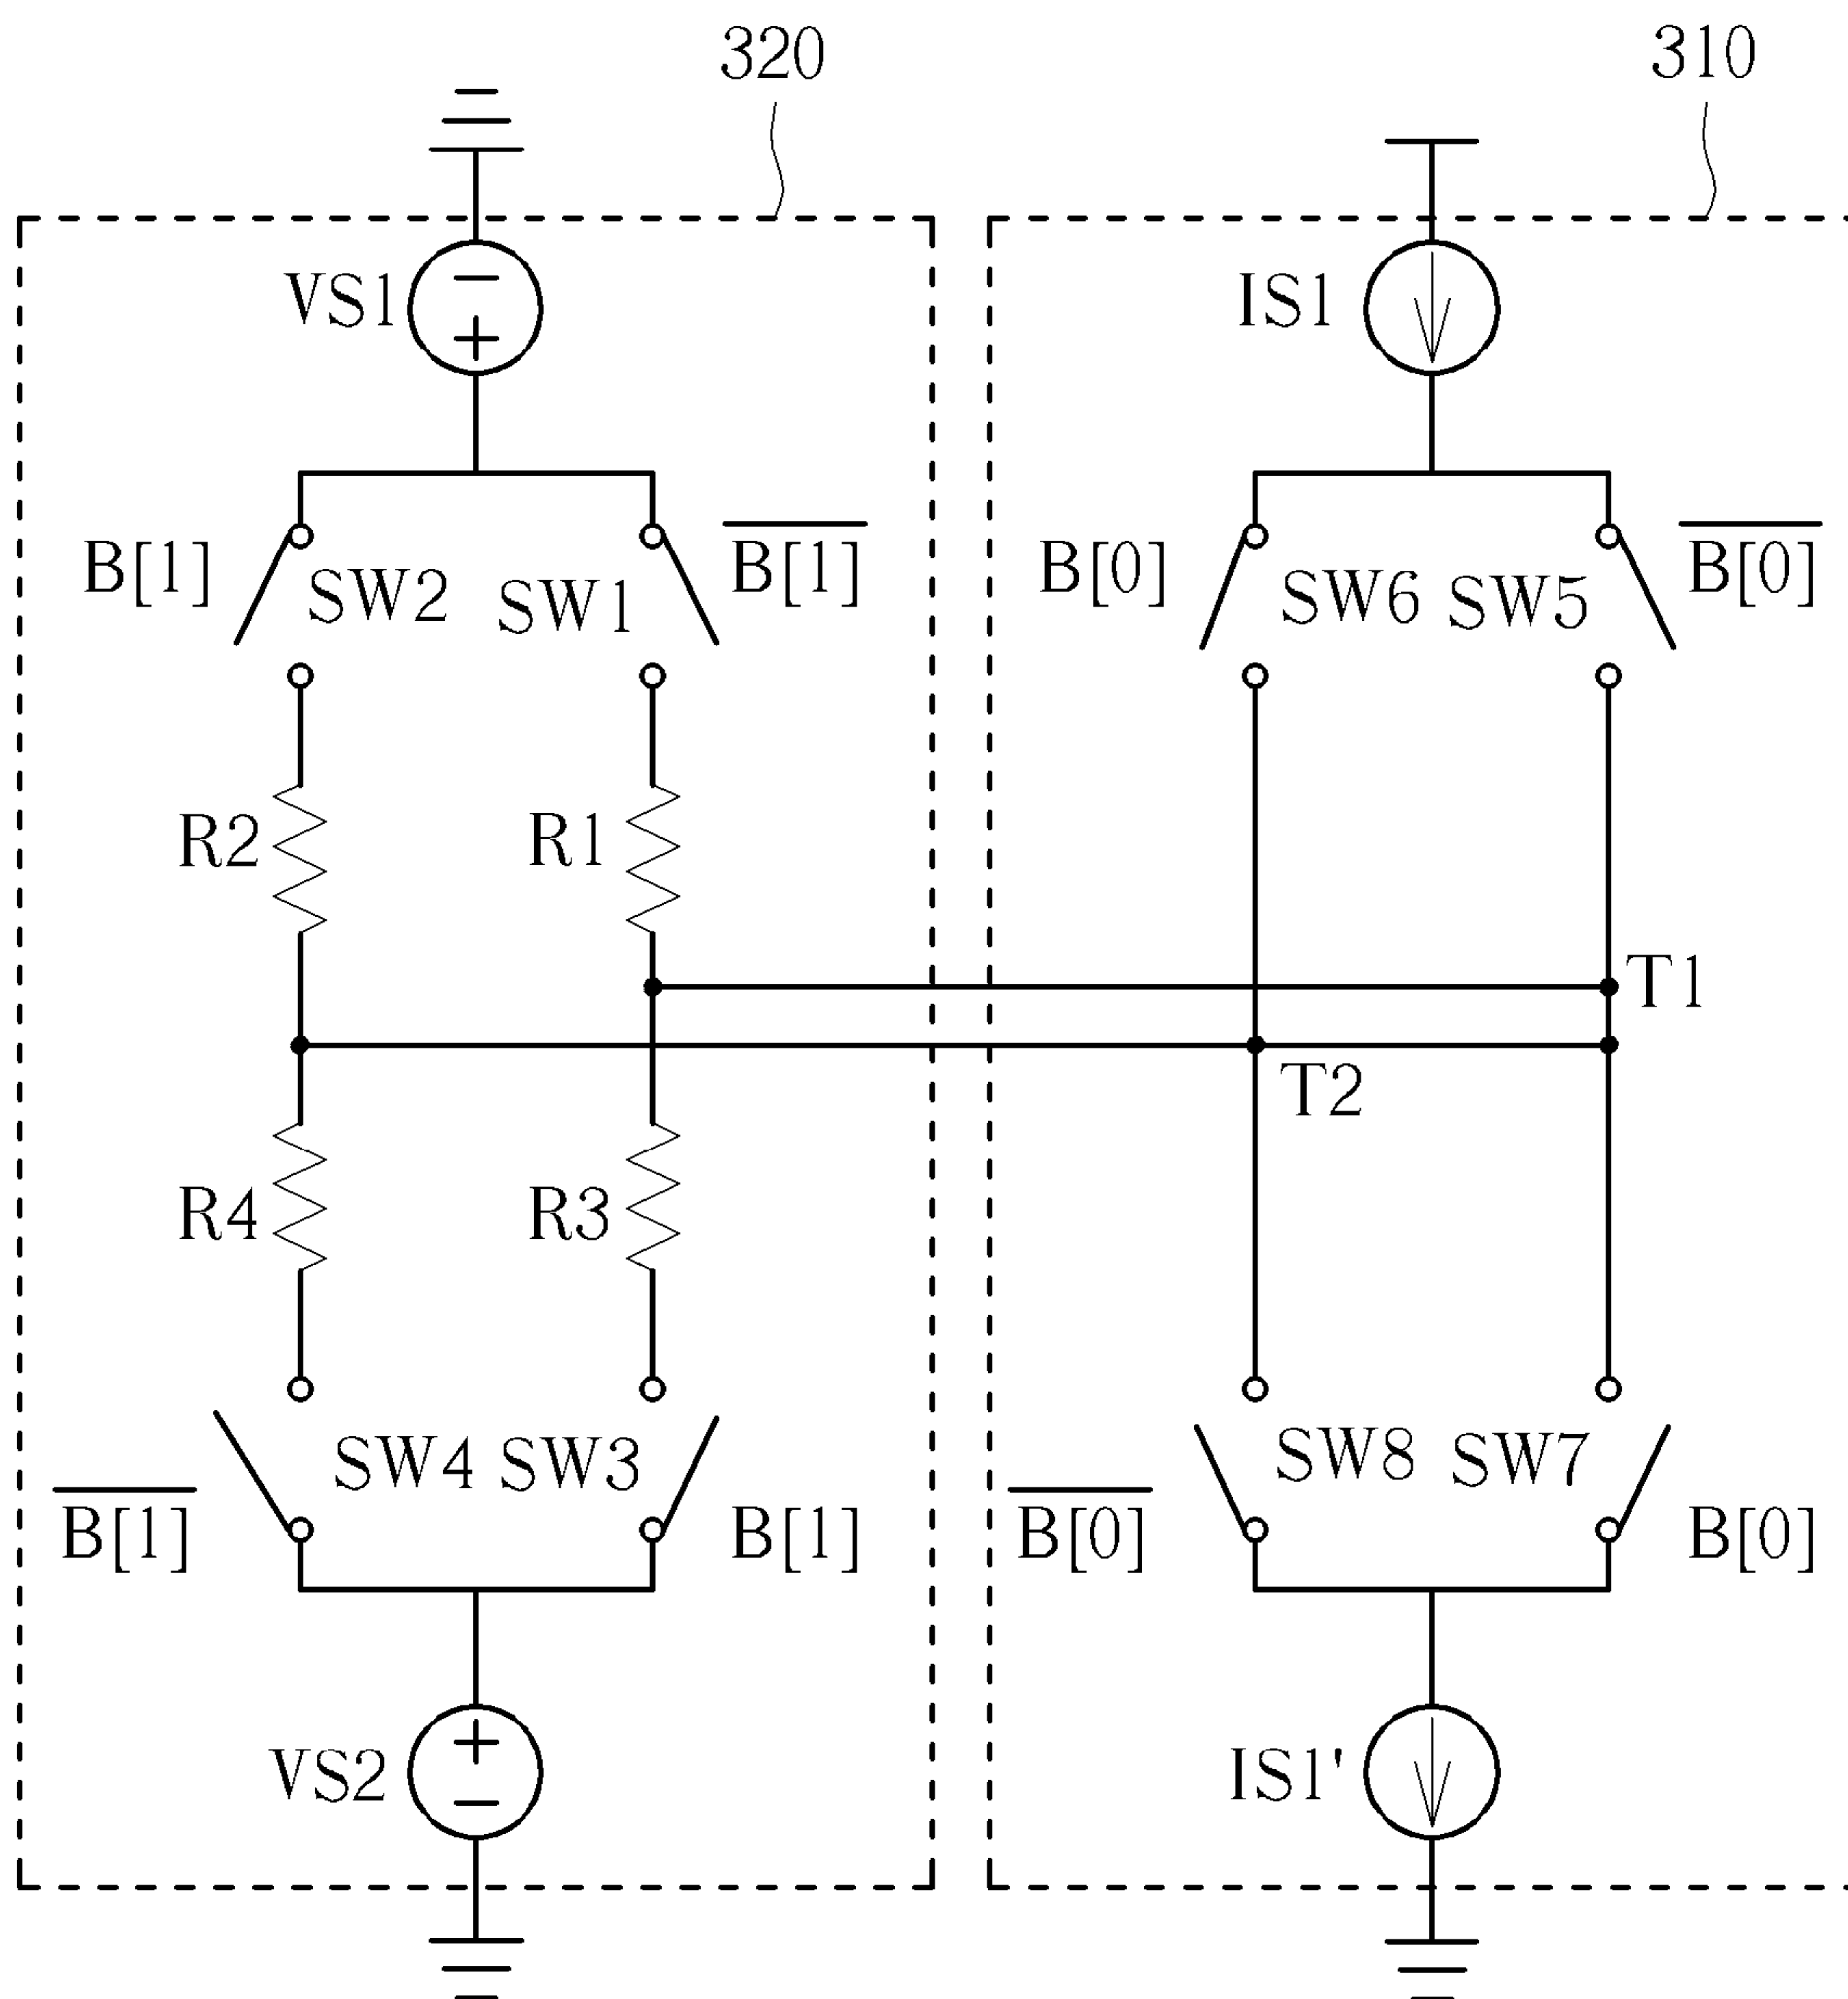 320
310
VS1
IS1
B[1]
SW2
SW1
B[1]
B[0]
SW6
SW5
B[0]
R2
R1
T1
T2
R4
R3
SW4
SW3
SW8
SW7
B[1]
B[1]
B[0]
B[0]
VS2
IS1'